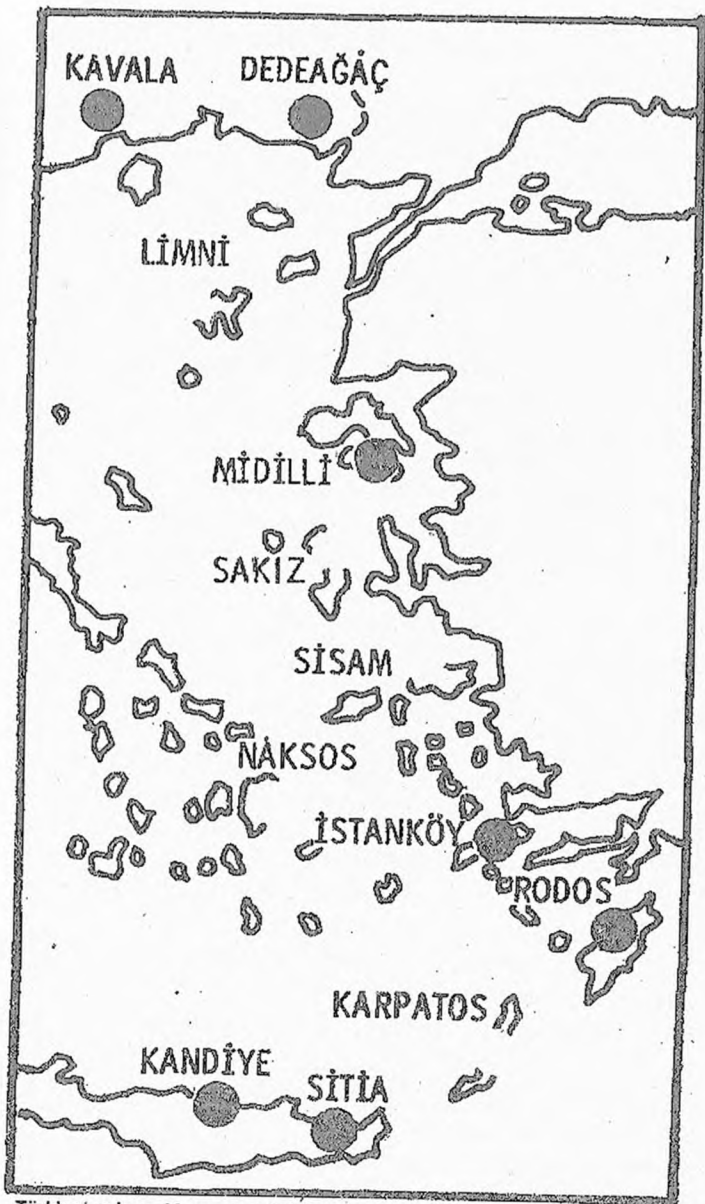 KAVALA DEDEAĞAÇ
LİMNİ
MİDİLLİ
SAKIZ
SİSAM
NAKSOS
İSTANKÖY
RODOS
KARPATOS
KANDİYE
SİTİA